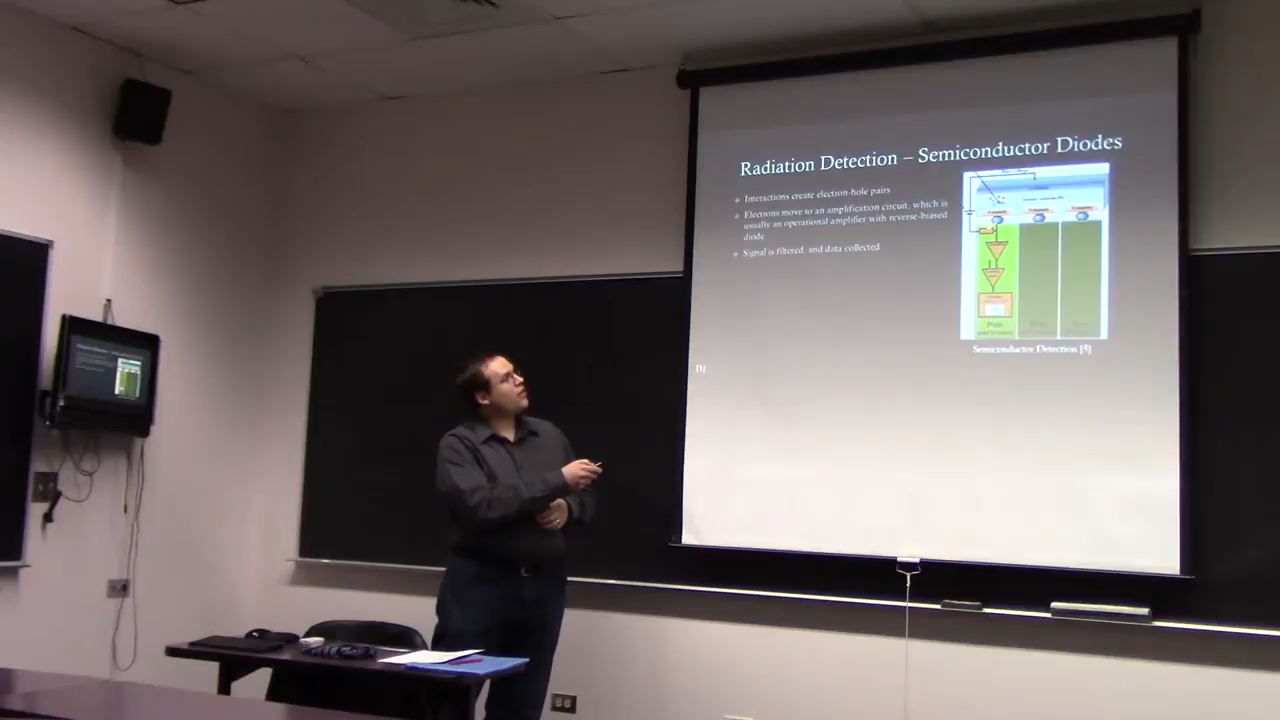 Radiation Detection – Semiconductor Diodes
Interactions create electron-hole pairs
Electrons move to an amplification circuit, which is
usually an operational amplifier with reverse-biased
diode
Signal is filtered, and data collected
Semiconductor Detection [5]
[1]